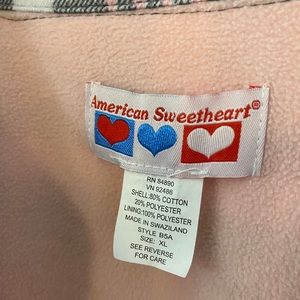 American Sweetheart®
RN 84890
VN 92486
SHELL:80% COTTON
20% POLYESTER
LINING:100% POLYESTER
MADE IN SWAZILAND
STYLE B5A
SIZE: XL
SEE REVERSE
FOR CARE